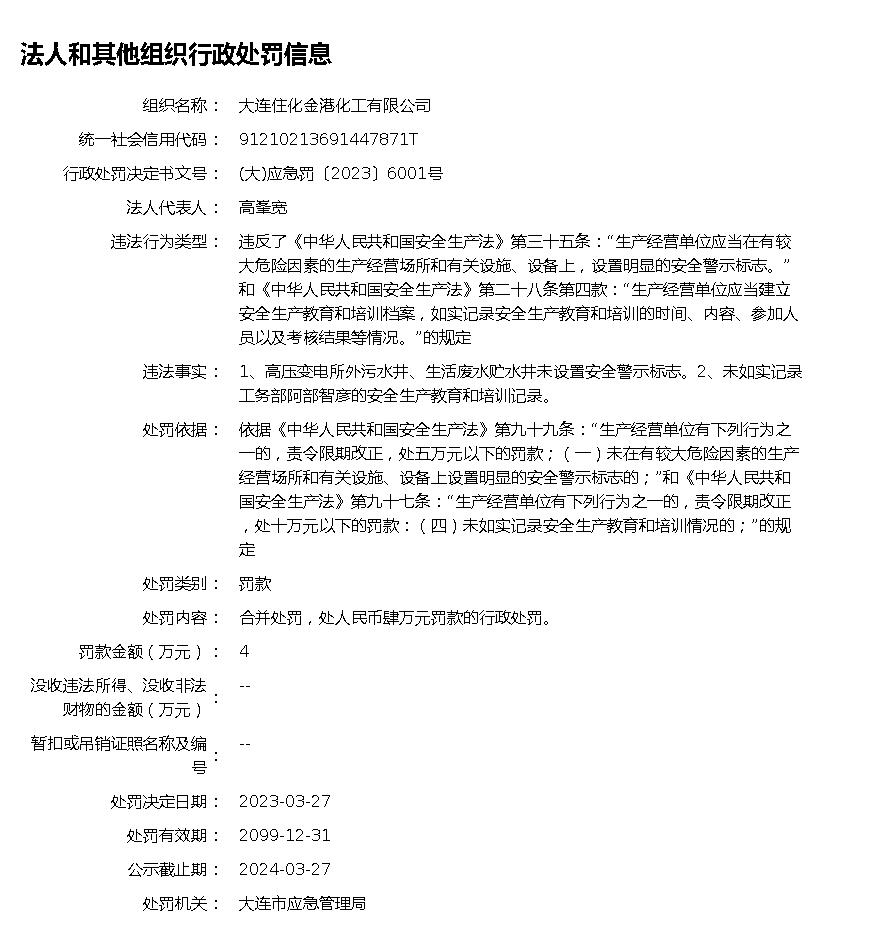 法人和其他组织行政处罚信息
组织名称： 大连住化金港化工有限公司
统一社会信用代码： 91210213691447871T
行政处罚决定书文号： (大)应急罚〔2023〕6001号
法人代表人： 高峯宽
违法行为类型： 违反了《中华人民共和国安全生产法》第三十五条：“生产经营单位应当在有较
大危险因素的生产经营场所和有关设施、设备上，设置明显的安全警示标志。”
和《中华人民共和国安全生产法》第二十八条第四款：“生产经营单位应当建立
安全生产教育和培训档案，如实记录安全生产教育和培训的时间、内容、参加人
员以及考核结果等情况。”的规定
违法事实： 1、高压变电所外污水井、生活废水贮水井未设置安全警示标志。2、未如实记录
工务部阿部智彦的安全生产教育和培训记录。
处罚依据： 依据《中华人民共和国安全生产法》第九十九条：“生产经营单位有下列行为之
一的，责令限期改正，处五万元以下的罚款；（一）未在有较大危险因素的生产
经营场所和有关设施、设备上设置明显的安全警示标志的；”和《中华人民共和
国安全生产法》第九十七条：“生产经营单位有下列行为之一的，责令限期改正
，处十万元以下的罚款：（四）未如实记录安全生产教育和培训情况的；”的规
定
处罚类别： 罚款
处罚内容： 合并处罚，处人民币肆万元罚款的行政处罚。
罚款金额（万元）： 4
没收违法所得、没收非法
财物的金额（万元）： --
暂扣或吊销证照名称及编
号： --
处罚决定日期： 2023-03-27
处罚有效期： 2099-12-31
公示截止期： 2024-03-27
处罚机关： 大连市应急管理局